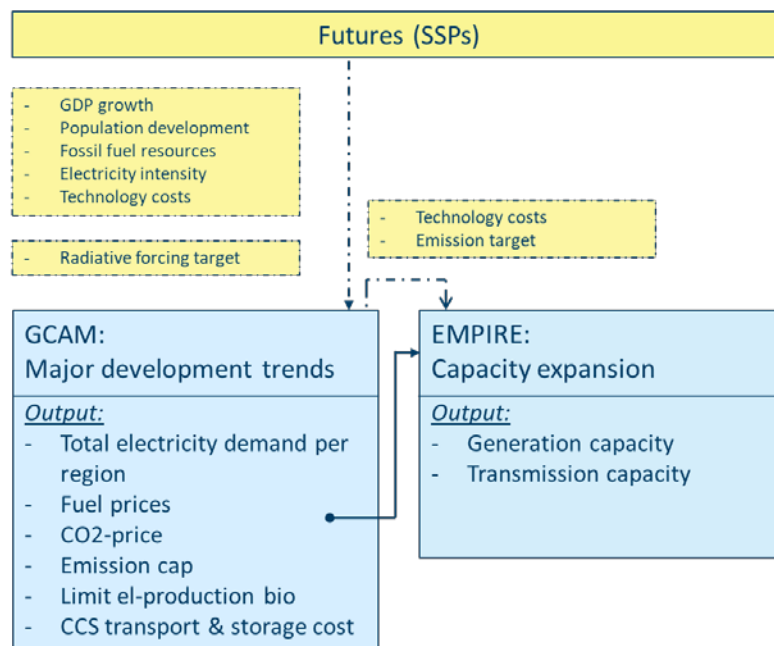 Futures (SSPs)
- GDP growth
- Population development
- Fossil fuel resources
- Electricity intensity
- Technology costs
- Radiative forcing target
- Technology costs
- Emission target
GCAM:
Major development trends
Output:
- Total electricity demand per
region
- Fuel prices
- CO2-price
- Emission cap
- Limit el-production bio
- CCS transport & storage cost
EMPIRE:
Capacity expansion
Output:
- Generation capacity
- Transmission capacity